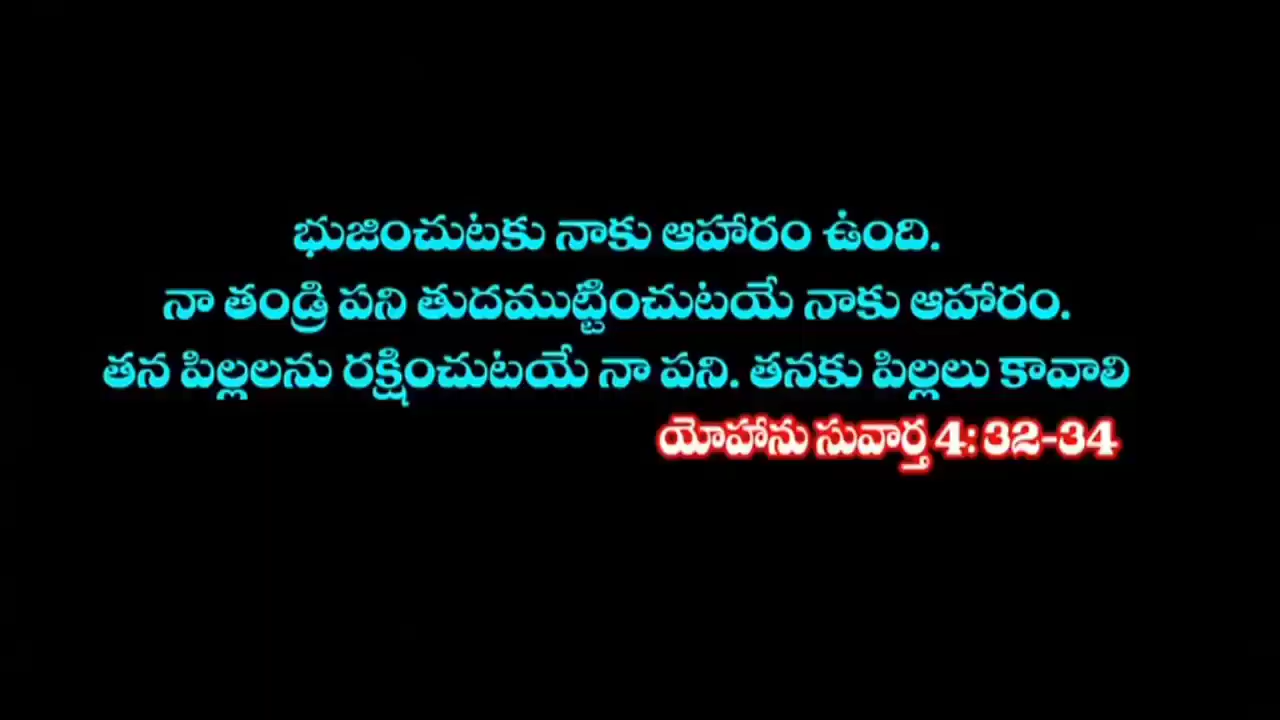 భుజించుటకు నాకు ఆహారం ఉంది.
నా తండ్రి పని తుదముట్టించుటయే నాకు ఆహారం.
తన పిల్లలను రక్షించుటయే నా పని. తనకు పిల్లలు కావాలి
యోహాను సువార్త 4: 32-34